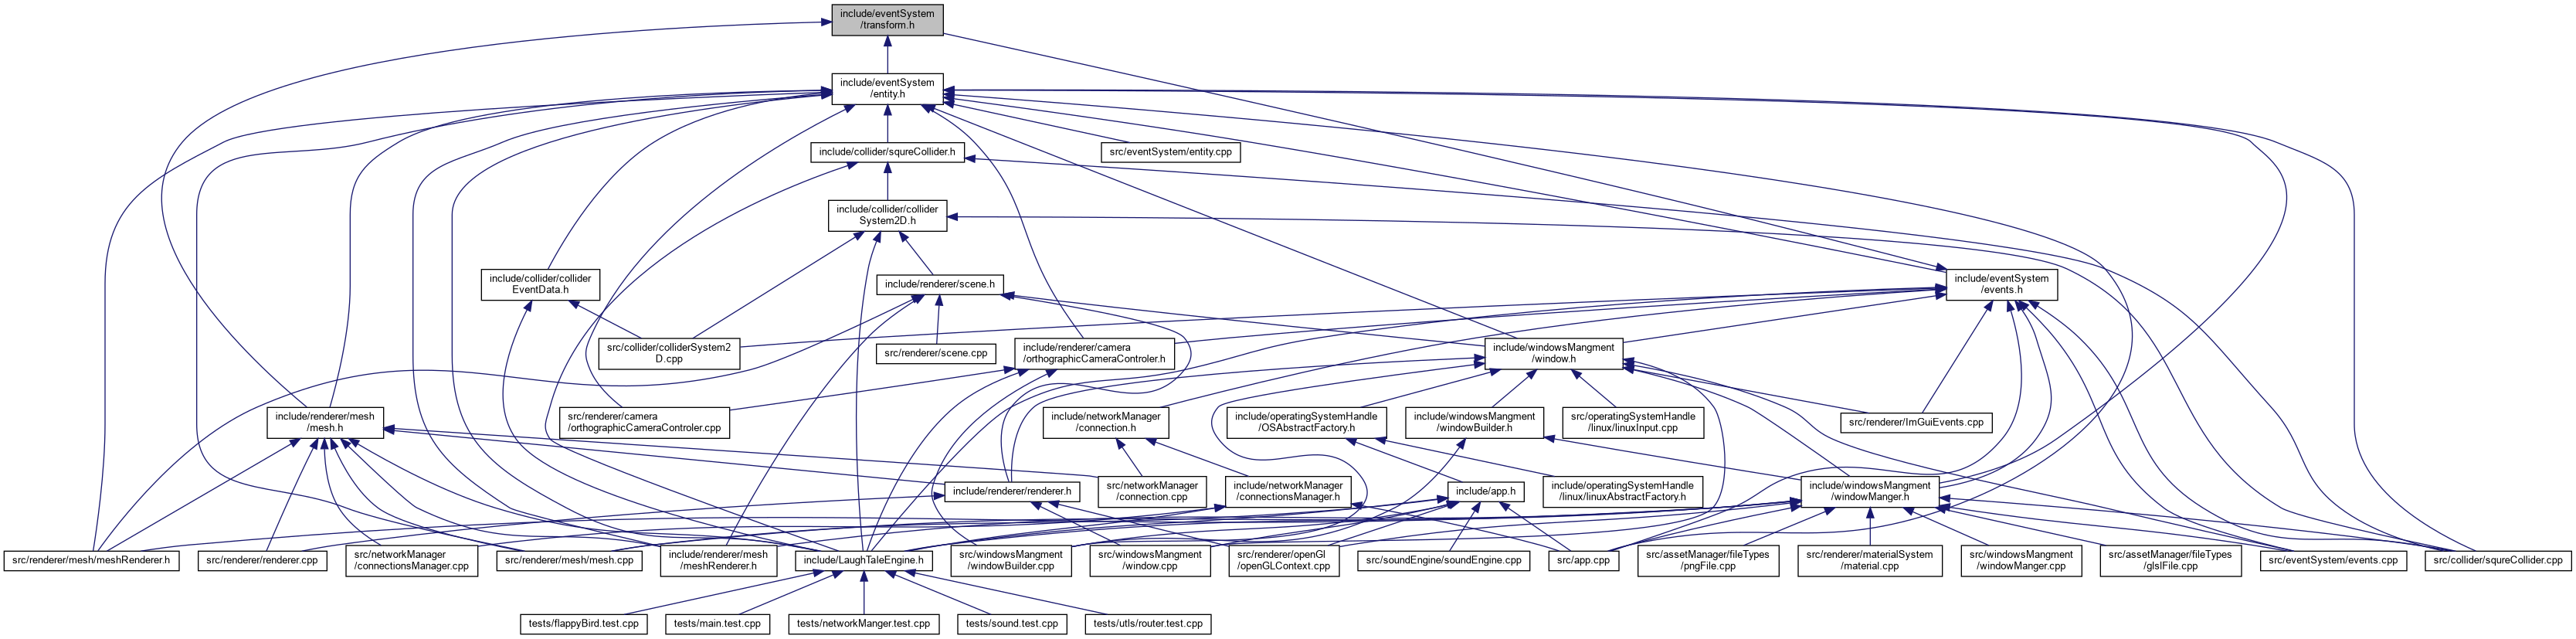 include/eventSystem
/transform.h
include/eventSystem
/entity.h
include/collider/squreCollider.h
src/eventSystem/entity.cpp
include/collider/collider
System2D.h
include/collider/collider
EventData.h
include/renderer/scene.h
include/eventSystem
/events.h
src/collider/colliderSystem2
D.cpp
src/renderer/scene.cpp
include/renderer/camera
/orthographicCameraControler.h
include/windowsMangment
/window.h
include/renderer/mesh
/mesh.h
src/renderer/camera
/orthographicCameraControler.cpp
include/networkManager
/connection.h
include/operatingSystemHandle
/OSAbstractFactory.h
include/windowsMangment
/windowBuilder.h
src/operatingSystemHandle
/linux/linuxInput.cpp
src/renderer/ImGuiEvents.cpp
include/renderer/renderer.h
src/networkManager
/connection.cpp
include/networkManager
/connectionsManager.h
include/app.h
include/operatingSystemHandle
/linux/linuxAbstractFactory.h
include/windowsMangment
/windowManger.h
src/renderer/mesh/meshRenderer.h
src/renderer/renderer.cpp
src/networkManager
/connectionsManager.cpp
src/renderer/mesh/mesh.cpp
include/renderer/mesh
/meshRenderer.h
include/LaughTaleEngine.h
src/windowsMangment
/windowBuilder.cpp
src/windowsMangment
/window.cpp
src/renderer/openGl
/openGLContext.cpp
src/soundEngine/soundEngine.cpp
src/app.cpp
src/assetManager/fileTypes
/pngFile.cpp
src/renderer/materialSystem
/material.cpp
src/windowsMangment
/windowManger.cpp
src/assetManager/fileTypes
/glslFile.cpp
src/eventSystem/events.cpp
src/collider/squreCollider.cpp
tests/flappyBird.test.cpp
tests/main.test.cpp
tests/networkManger.test.cpp
tests/sound.test.cpp
tests/utls/router.test.cpp